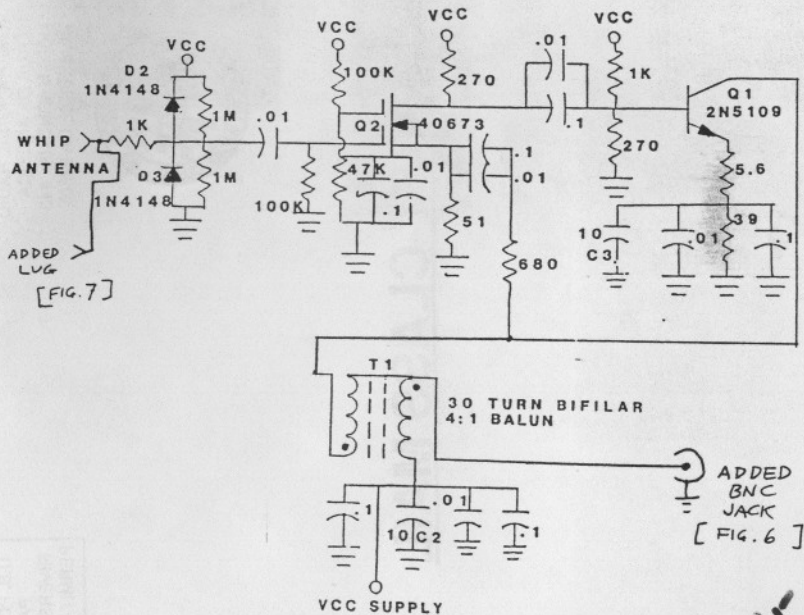 VCC
VCC
VCC
VCC
D2
1N4148
100K
270
.01
1K
Q1
2N5109
1K
1M
.01
Q2
40673
.1
WHIP
ANTENNA
270
O3
1N4148
1M
100K
47K
.01
.1
.1
.01
51
5.6
ADDED
LUG
[FIG.7]
680
10
C3
.01
39
.1
T1
30 TURN BIFILAR
4:1 BALUN
ADDED
BNC
JACK
[FIG.6]
.1
10 C2
.01
.1
VCC SUPPLY